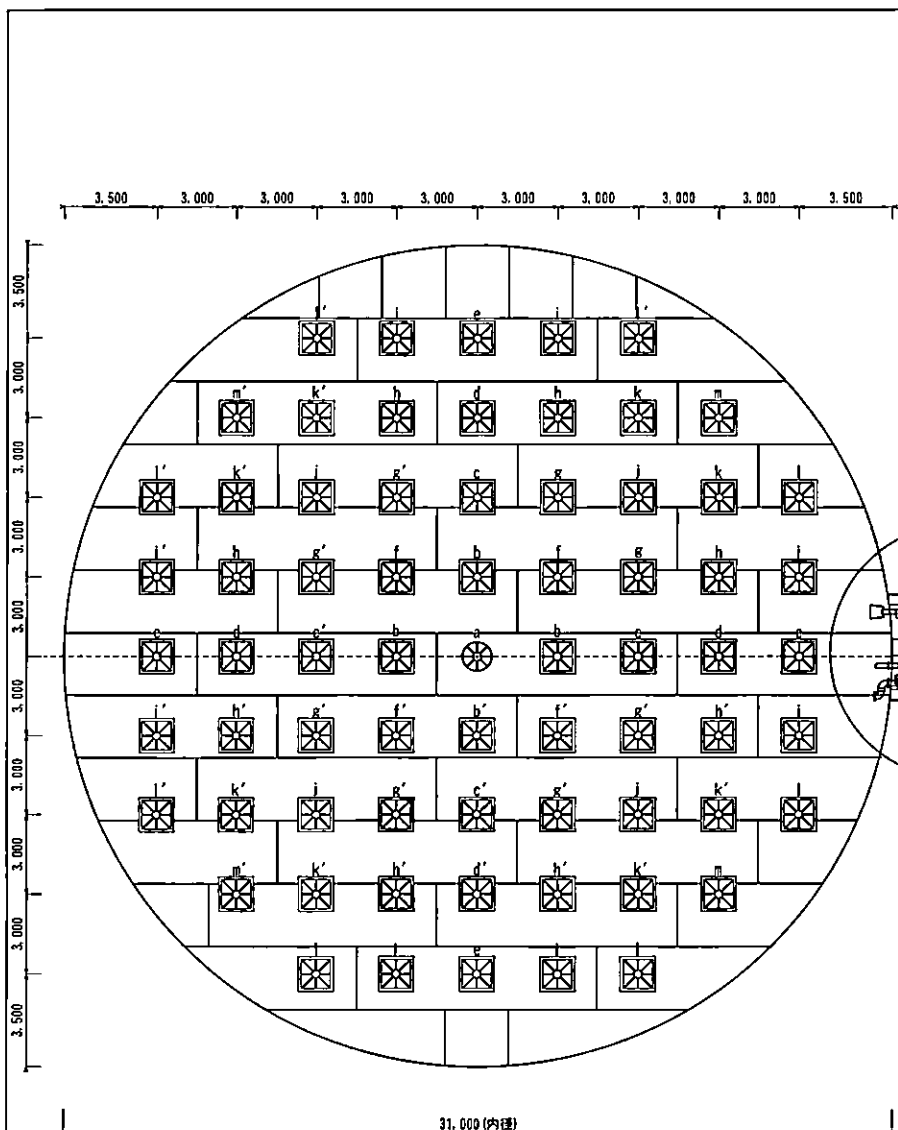 3.500 3.000 3,000 3.000 3,000 3.000 3,000 3,000 3,000 3.500
3.500
3.000
3.000
3.000
3.000
3.000
3.000
3.000
3.000
3.500
e
m' k' h d h k m
l' k' j g' c g j k l
h g' f b f g h
d c' b a b c d e
h' g' f' b' f' g' h'
l' k' j g' c' g' j k' l
m' k' h' d' h' k' m
e
31,000(内径)